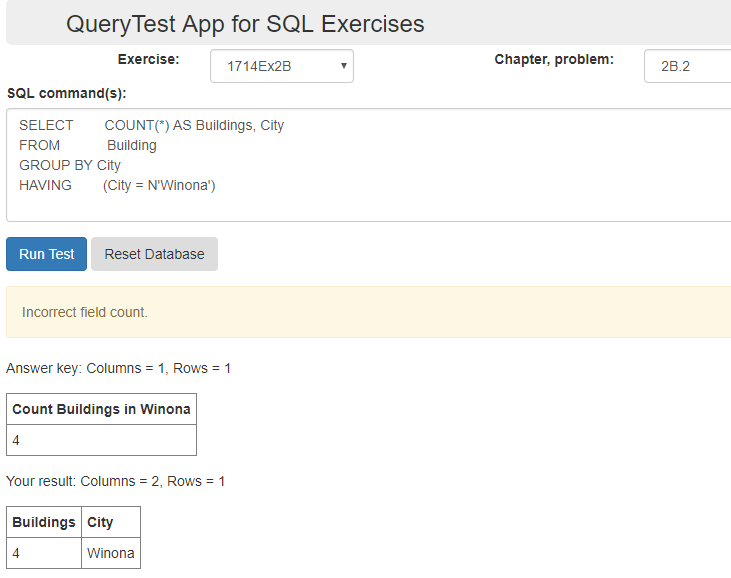 QueryTest App for SQL Exercises
Exercise: 1714Ex2B Chapter, problem: 2B.2
SQL command(s):
SELECT COUNT(*) AS Buildings, City
FROM Building
GROUP BY City
HAVING (City = N'Winona')
Run Test Reset Database
Incorrect field count.
Answer key: Columns = 1, Rows = 1
Count Buildings in Winona
4
Your result: Columns = 2, Rows = 1
Buildings City
4 Winona